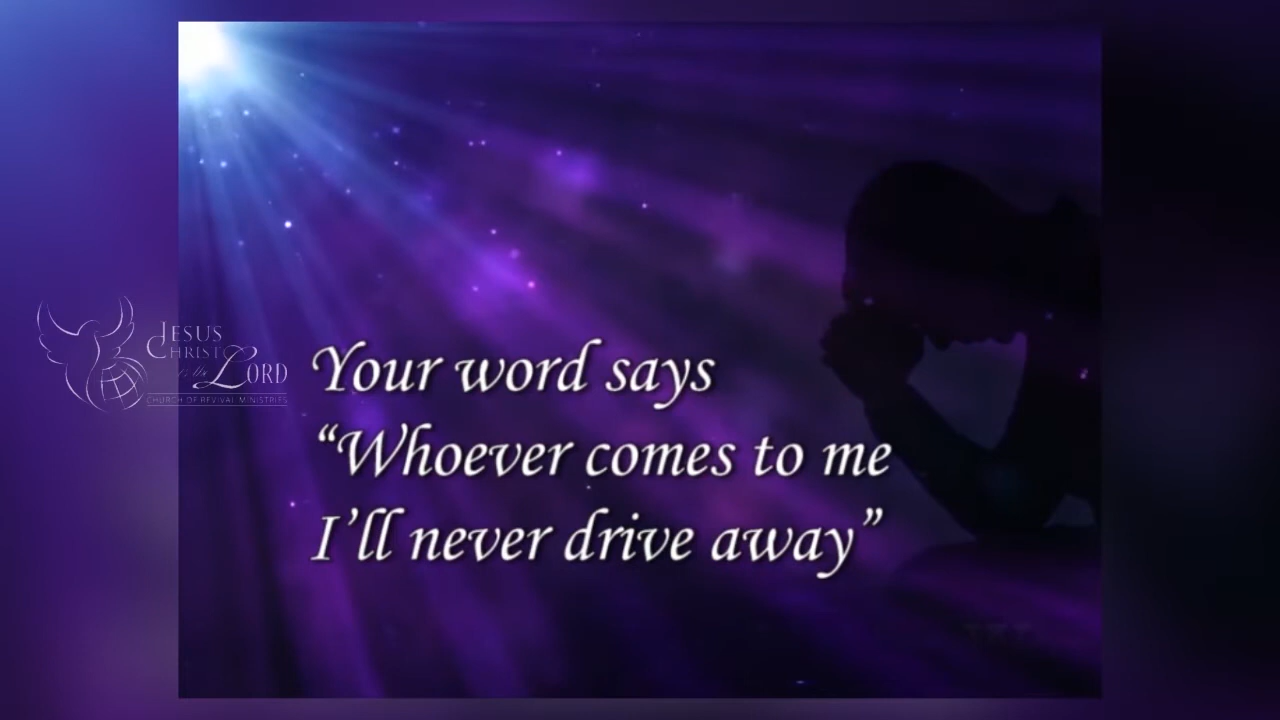 JESUS
CHRIST
is the LORD
CHURCH OF REVIVAL MINISTRIES
Your word says
“Whoever comes to me
I’ll never drive away”